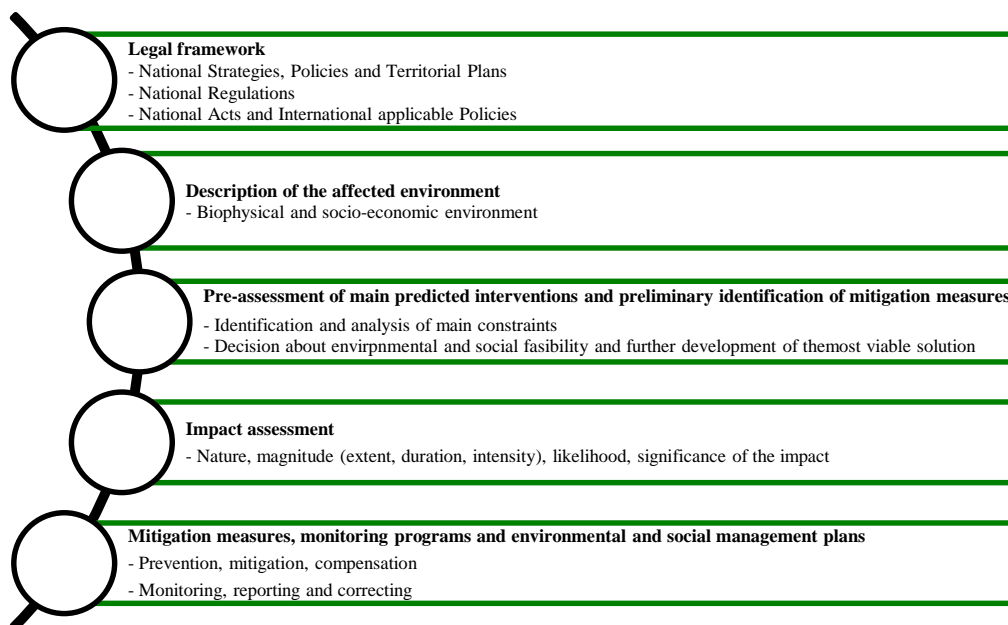 Legal framework
- National Strategies, Policies and Territorial Plans
- National Regulations
- National Acts and International applicable Policies
Description of the affected environment
- Biophysical and socio-economic environment
Pre-assessment of main predicted interventions and preliminary identification of mitigation measures
- Identification and analysis of main constraints
- Decision about envirpnmental and social fasibility and further development of themost viable solution
Impact assessment
- Nature, magnitude (extent, duration, intensity), likelihood, significance of the impact
Mitigation measures, monitoring programs and environmental and social management plans
- Prevention, mitigation, compensation
- Monitoring, reporting and correcting